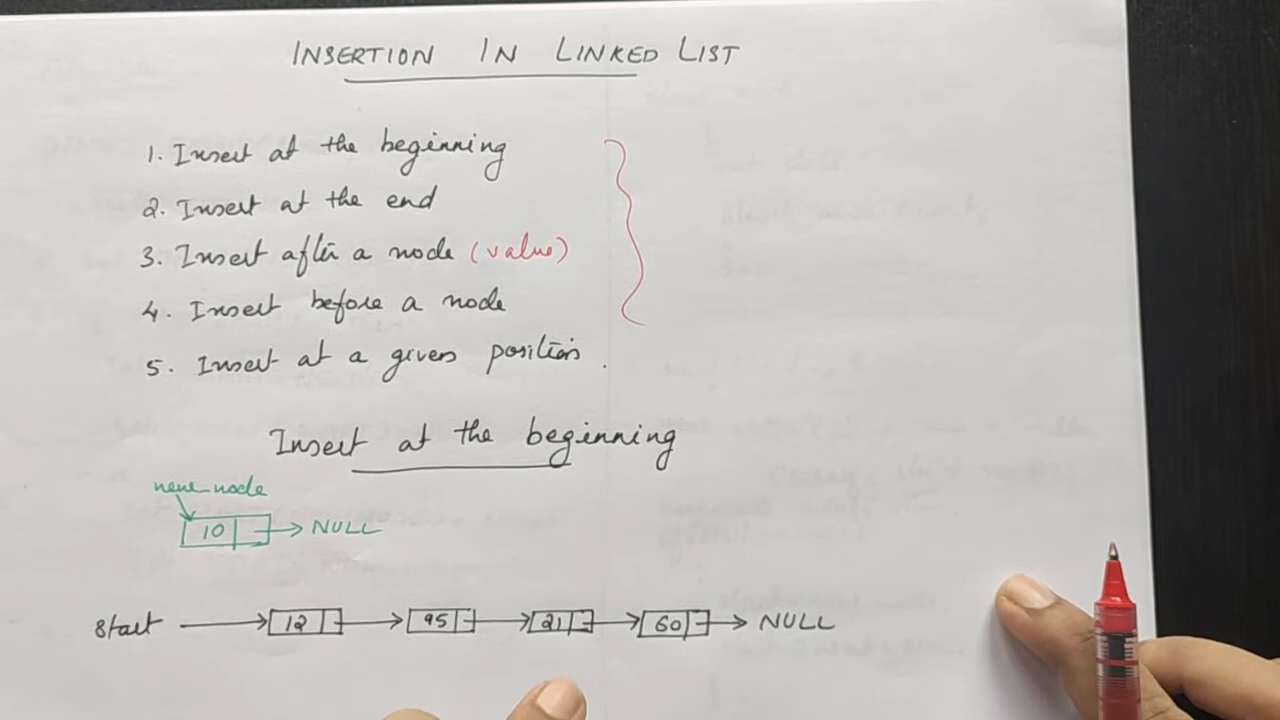 INSERTION IN LINKED LIST
1. Insert at the beginning
2. Insert at the end
3. Insert after a node (value)
4. Insert before a node
5. Insert at a given position.
Insert at the beginning
new_node
10 NULL
Start 12 95 21 60 NULL